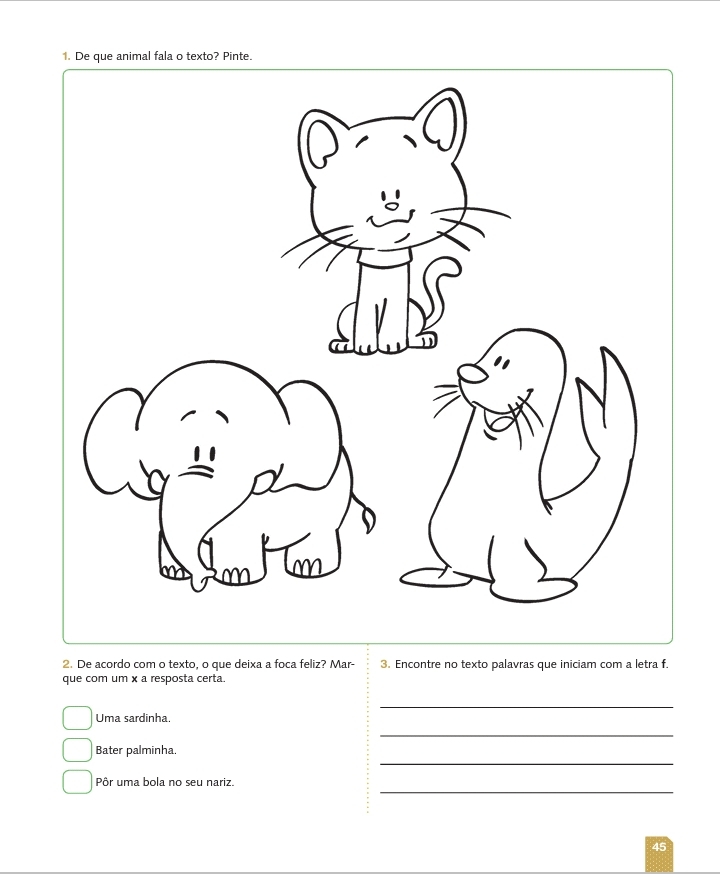 1. De que animal fala o texto? Pinte.
2. De acordo com o texto, o que deixa a foca feliz? Mar-
que com um x a resposta certa.
Uma sardinha.
Bater palminha.
Pôr uma bola no seu nariz.
3. Encontre no texto palavras que iniciam com a letra f.
45